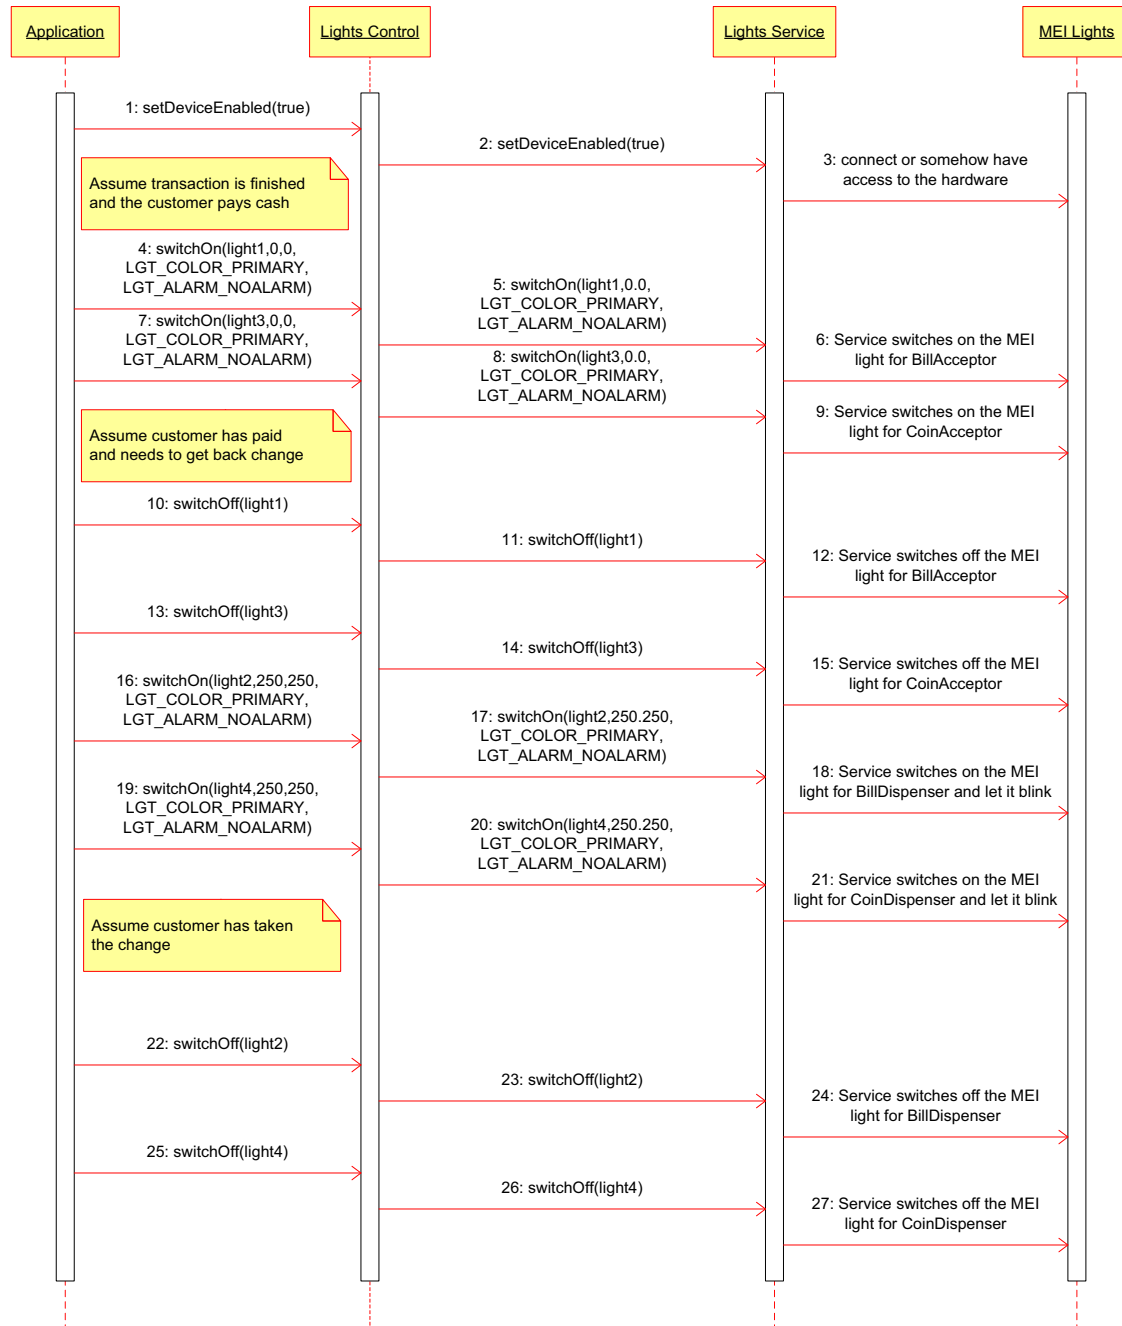 Application
Lights Control
Lights Service
MEI Lights
1: setDeviceEnabled(true)
2: setDeviceEnabled(true)
3: connect or somehow have
access to the hardware
Assume transaction is finished
and the customer pays cash
4: switchOn(light1,0,0,
LGT_COLOR_PRIMARY,
LGT_ALARM_NOALARM)
5: switchOn(light1,0.0,
LGT_COLOR_PRIMARY,
LGT_ALARM_NOALARM)
6: Service switches on the MEI
light for BillAcceptor
7: switchOn(light3,0,0,
LGT_COLOR_PRIMARY,
LGT_ALARM_NOALARM)
8: switchOn(light3,0.0,
LGT_COLOR_PRIMARY,
LGT_ALARM_NOALARM)
9: Service switches on the MEI
light for CoinAcceptor
Assume customer has paid
and needs to get back change
10: switchOff(light1)
11: switchOff(light1)
12: Service switches off the MEI
light for BillAcceptor
13: switchOff(light3)
14: switchOff(light3)
15: Service switches off the MEI
light for CoinAcceptor
16: switchOn(light2,250,250,
LGT_COLOR_PRIMARY,
LGT_ALARM_NOALARM)
17: switchOn(light2,250.250,
LGT_COLOR_PRIMARY,
LGT_ALARM_NOALARM)
18: Service switches on the MEI
light for BillDispenser and let it blink
19: switchOn(light4,250,250,
LGT_COLOR_PRIMARY,
LGT_ALARM_NOALARM)
20: switchOn(light4,250.250,
LGT_COLOR_PRIMARY,
LGT_ALARM_NOALARM)
21: Service switches on the MEI
light for CoinDispenser and let it blink
Assume customer has taken
the change
22: switchOff(light2)
23: switchOff(light2)
24: Service switches off the MEI
light for BillDispenser
25: switchOff(light4)
26: switchOff(light4)
27: Service switches off the MEI
light for CoinDispenser